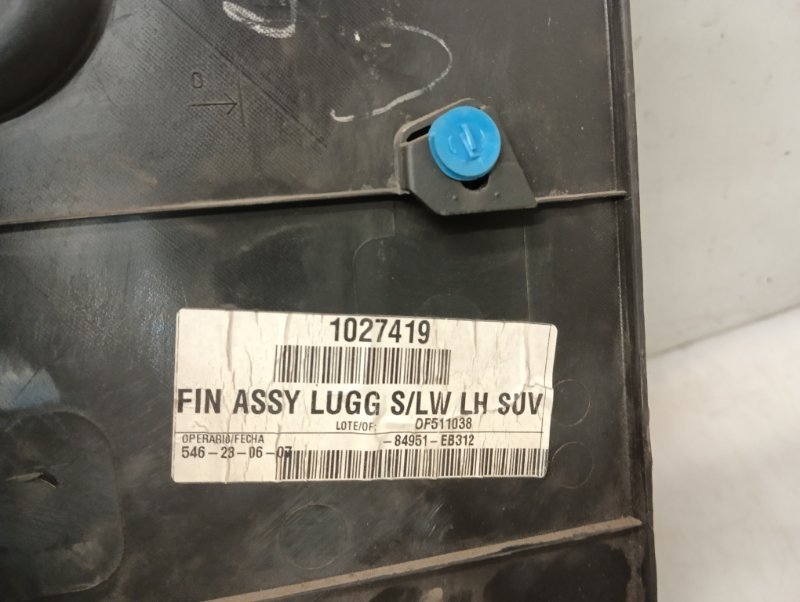 D
1027419
FIN ASSY LUGG S/LW LH SUV
LOTE/OF: OF511038
OPERARIO/FECHA -84951-EB312
546-23-06-07